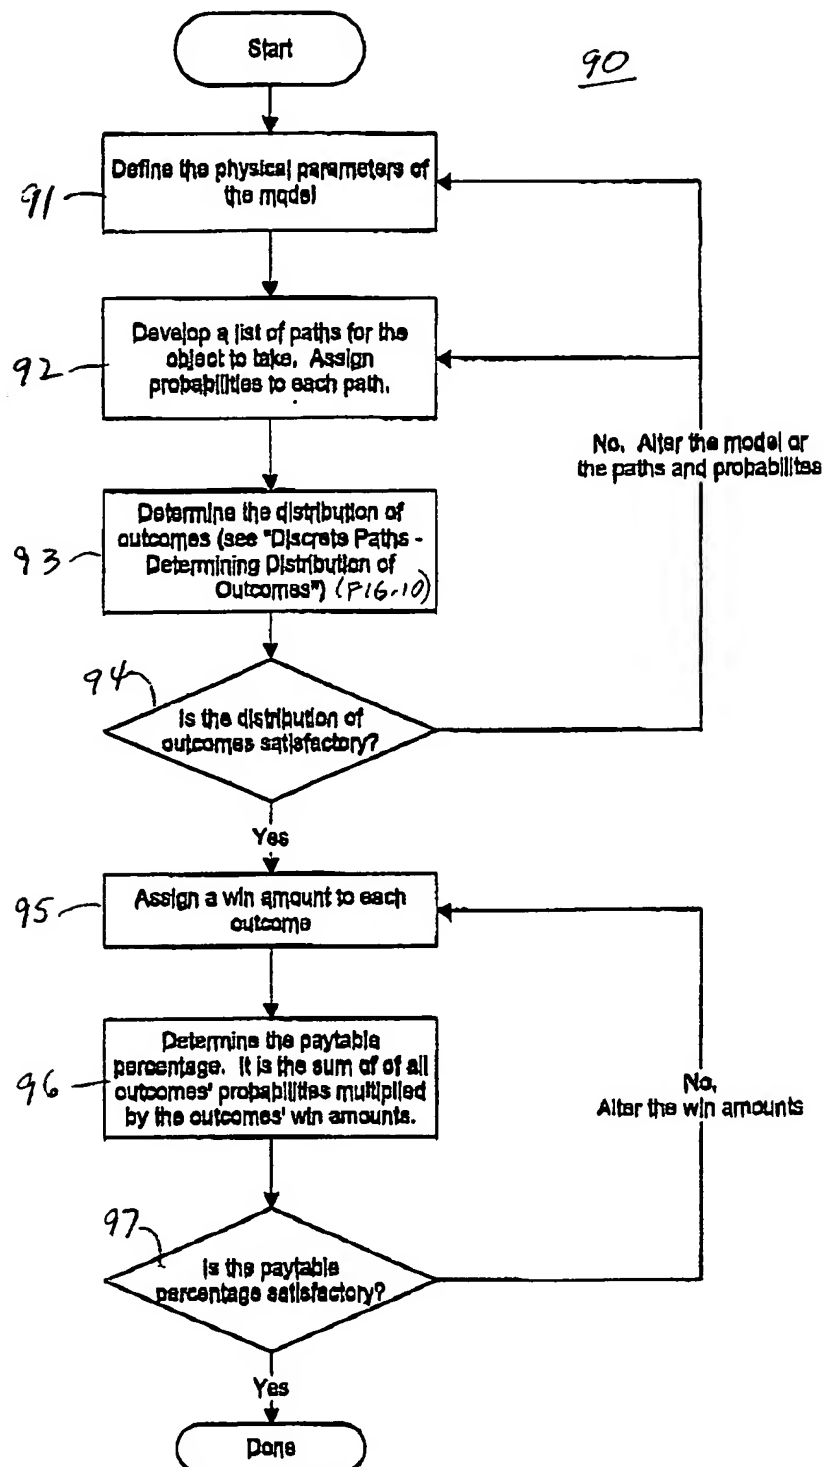 Start
90
91
Define the physical parameters of
the model
92
Develop a list of paths for the
object to take. Assign
probabilities to each path.
No. Alter the model or
the paths and probabilites
93
Determine the distribution of
outcomes (see "Discrete Paths -
Determining Distribution of
Outcomes") (FIG. 10)
94
Is the distribution of
outcomes satisfactory?
Yes
95
Assign a win amount to each
outcome
96
Determine the paytable
percentage. It is the sum of of all
outcomes' probabilities multiplied
by the outcomes' win amounts.
No.
Alter the win amounts
97
Is the paytable
percentage satisfactory?
Yes
Done